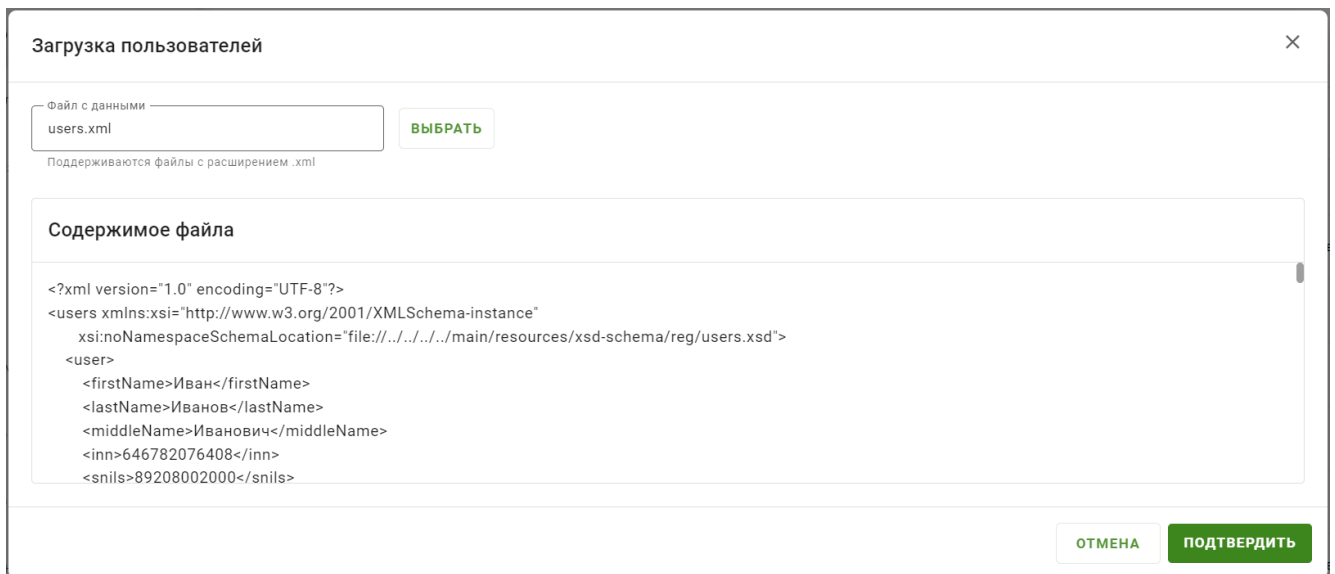 Загрузка пользователей
Файл с данными
users.xml
ВЫБРАТЬ
Поддерживаются файлы с расширением .xml
Содержимое файла
<?xml version="1.0" encoding="UTF-8"?>
<users xmlns:xsi="http://www.w3.org/2001/XMLSchema-instance"
xsi:noNamespaceSchemaLocation="file://../../../../main/resources/xsd-schema/reg/users.xsd">
<user>
<firstName>Иван</firstName>
<lastName>Иванов</lastName>
<middleName>Иванович</middleName>
<inn>646782076408</inn>
<snils>89208002000</snils>
ОТМЕНА
ПОДТВЕРДИТЬ